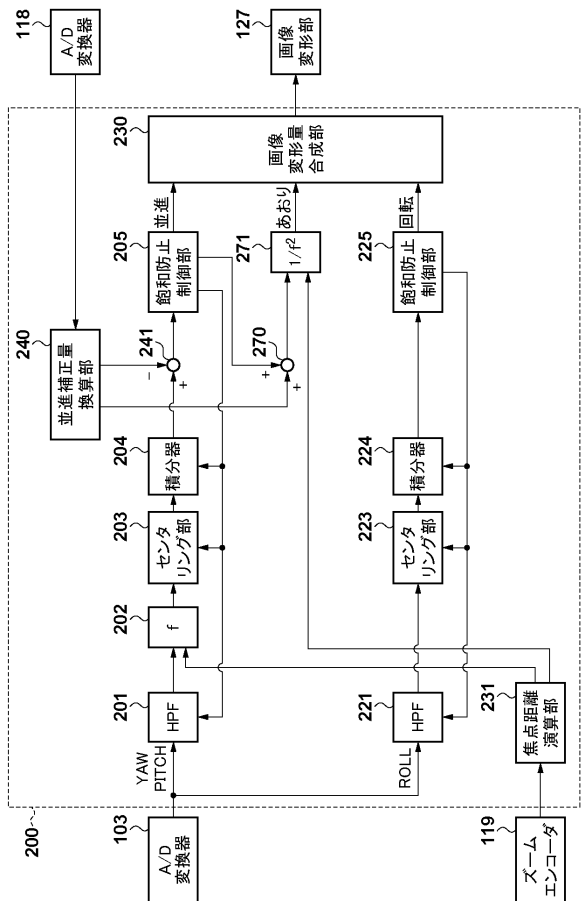 118
A/D
変換器
127
画像
変形部
230
画像
変形量
合成部
並進
あおり
回転
205
飽和防止
制御部
271
1/f²
225
飽和防止
制御部
240
並進補正量
換算部
241
−
+
270
+
+
204
積分器
224
積分器
203
センタ
リング部
223
センタ
リング部
202
f
201
HPF
221
HPF
231
焦点距離
演算部
YAW
PITCH
ROLL
200
103
A/D
変換器
119
ズーム
エンコーダ